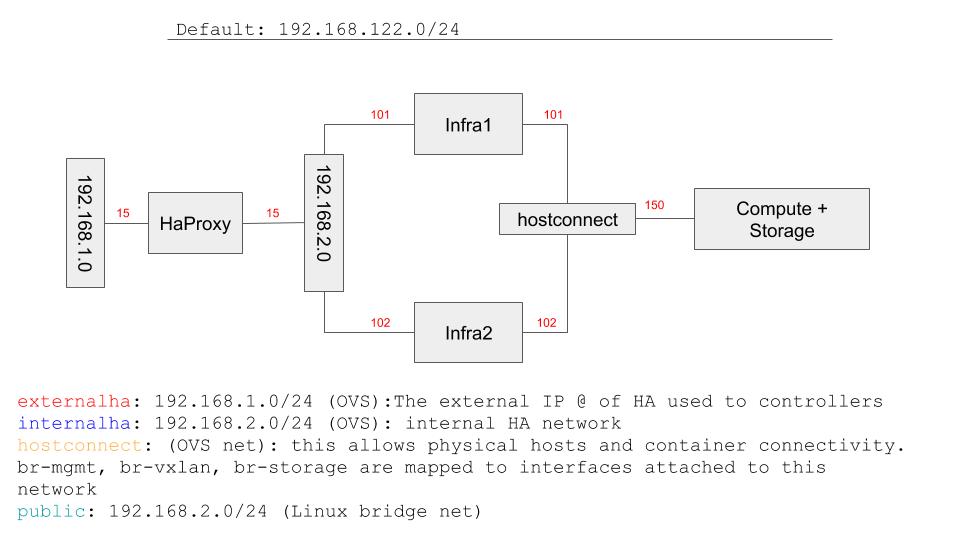 Default: 192.168.122.0/24
101
Infra1
101
192.168.1.0
15
HaProxy
15
192.168.2.0
hostconnect
150
Compute +
Storage
102
Infra2
102
externalha: 192.168.1.0/24 (OVS):The external IP @ of HA used to controllers
internalha: 192.168.2.0/24 (OVS): internal HA network
hostconnect: (OVS net): this allows physical hosts and container connectivity.
br-mgmt, br-vxlan, br-storage are mapped to interfaces attached to this
network
public: 192.168.2.0/24 (Linux bridge net)